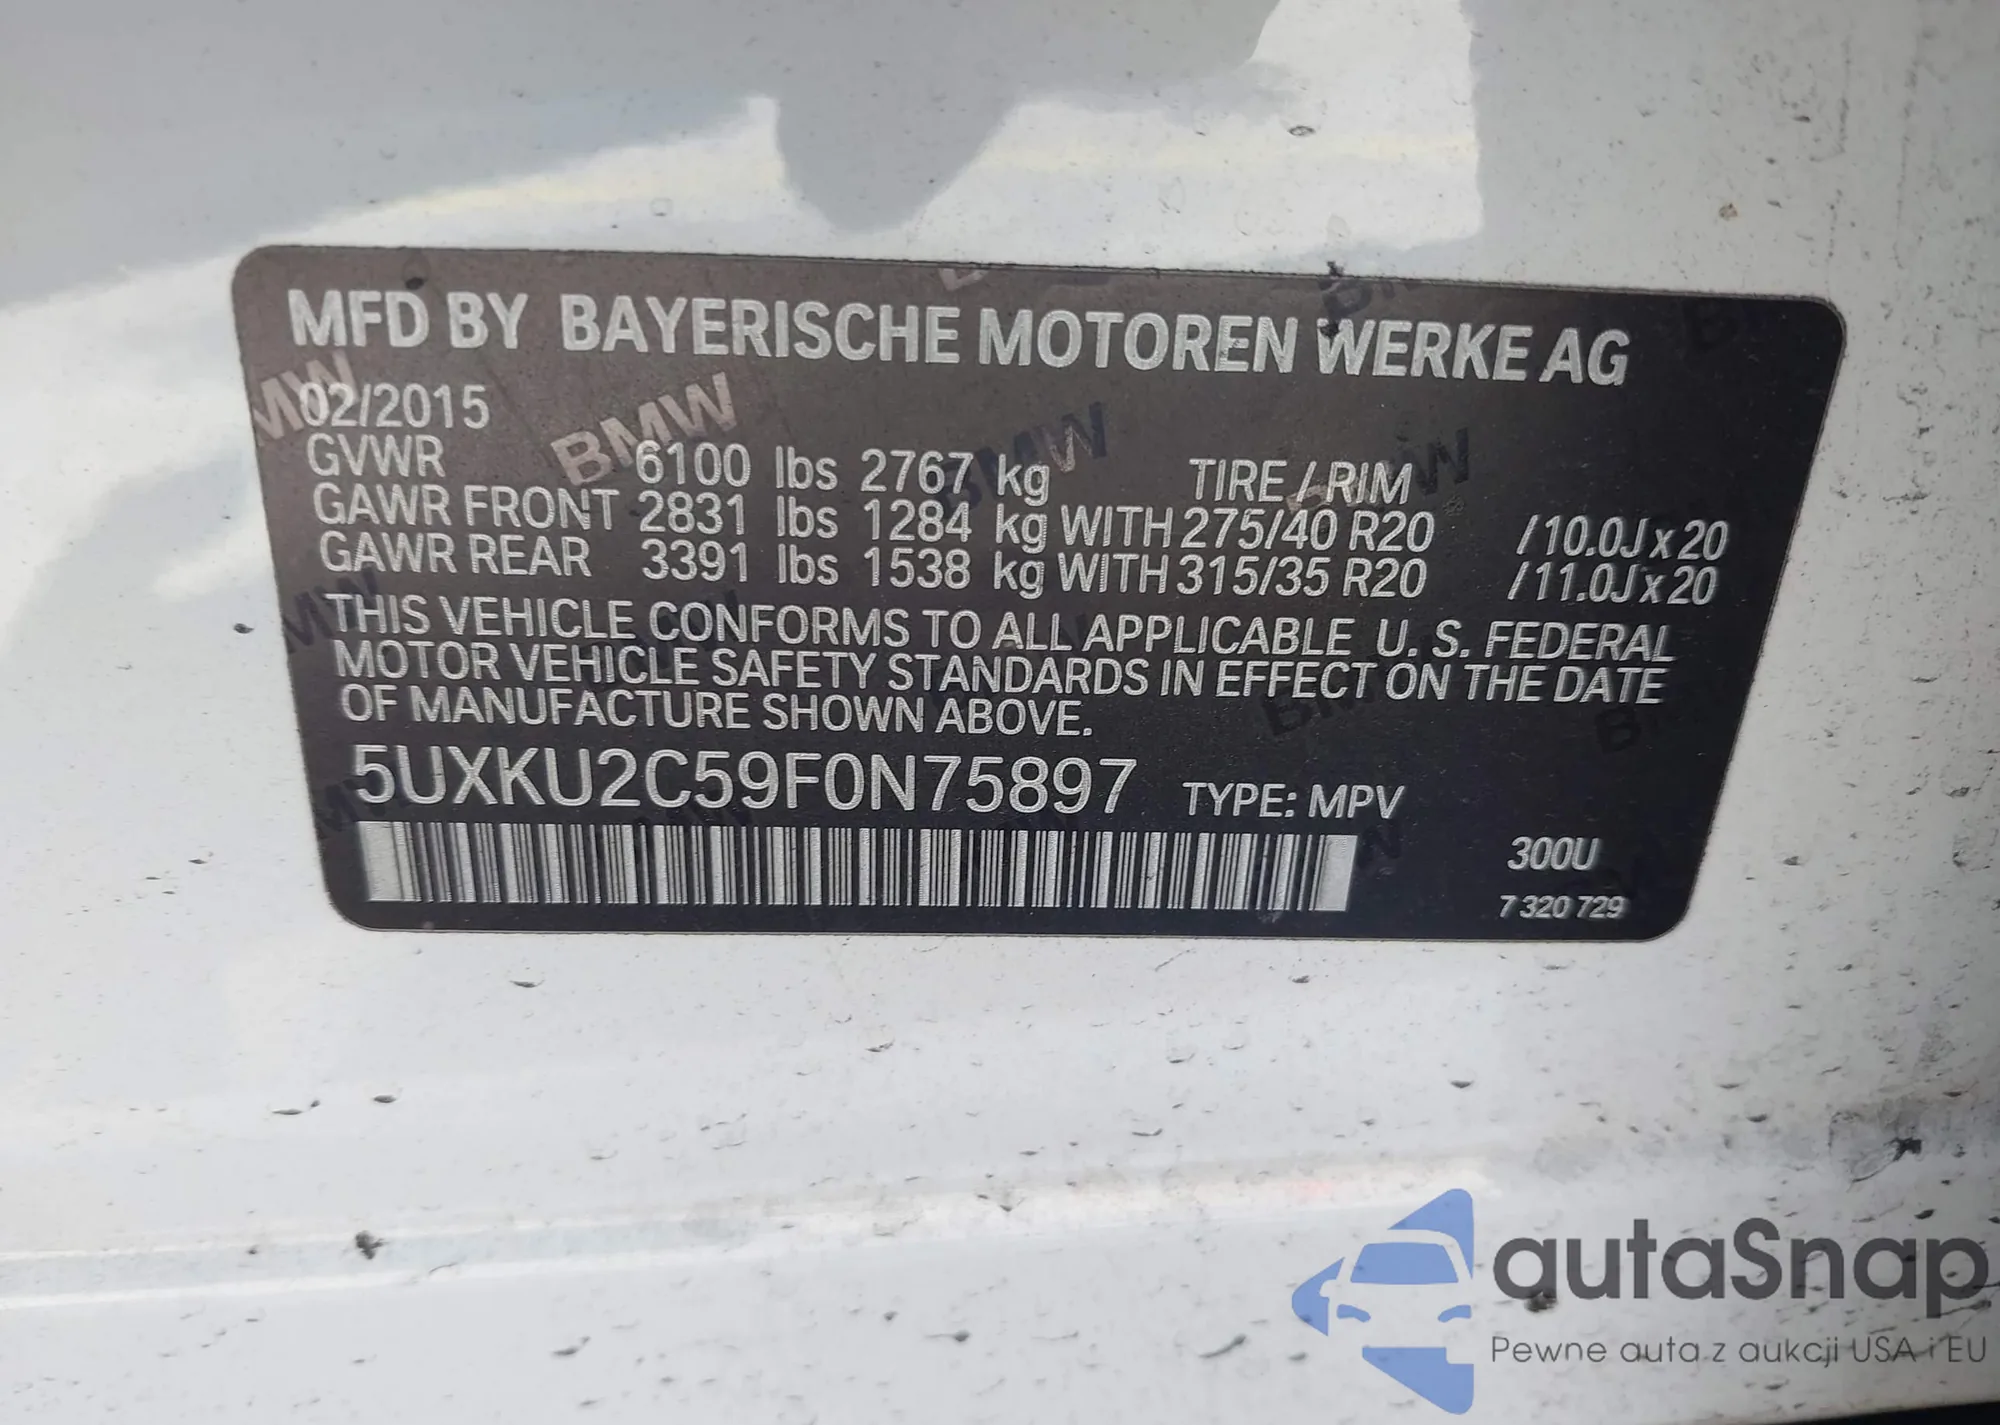 MFD BY BAYERISCHE MOTOREN WERKE AG
02/2015
GVWR 6100 lbs 2767 kg TIRE / RIM
GAWR FRONT 2831 lbs 1284 kg WITH 275/40 R20 / 10.0J x 20
GAWR REAR 3391 lbs 1538 kg WITH 315/35 R20 / 11.0J x 20
THIS VEHICLE CONFORMS TO ALL APPLICABLE U. S. FEDERAL
MOTOR VEHICLE SAFETY STANDARDS IN EFFECT ON THE DATE
OF MANUFACTURE SHOWN ABOVE.
5UXKU2C59F0N75897 TYPE: MPV
300U
7 320 729
autaSnap
Pewne auta z aukcji USA i EU